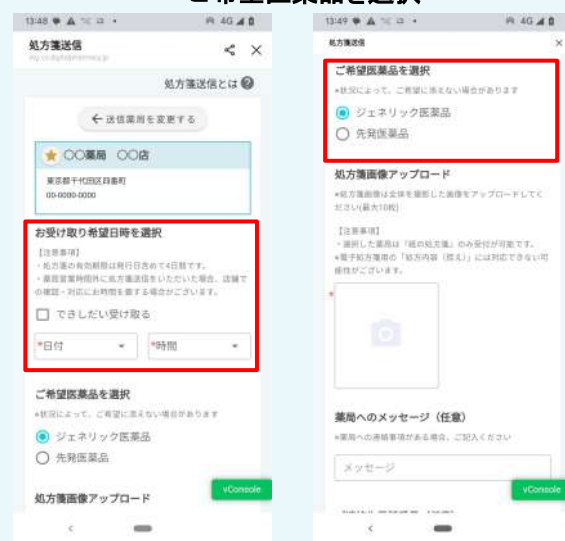 ご希望医薬品を選択
13:48
4G
処方箋送信
処方箋送信とは
送信薬局を変更する
〇〇薬局 〇〇店
東京都千代田区四番町
00-0000-0000
お受け取り希望日時を選択
【注意事項】
・処方箋の有効期限は発行日含めて4日間です。
・薬局営業時間外に処方箋送信をいただいた場合、店舗で
の確認・対応にお時間を要する場合がございます。
できしだい受け取る
*日付
*時間
ご希望医薬品を選択
*状況によって、ご希望に添えない場合があります
ジェネリック医薬品
先発医薬品
処方箋画像アップロード
vConsole
13:49
4G
処方箋送信
ご希望医薬品を選択
*状況によって、ご希望に添えない場合があります
ジェネリック医薬品
先発医薬品
処方箋画像アップロード
*処方箋画像は全体を撮影した画像をアップロードしてく
ださい(最大10枚)
【注意事項】
・選択した薬局は「紙の処方箋」のみ受付が可能です。
*電子処方箋用の「処方内容（控え）」には対応できない可
能性がございます。
*
薬局へのメッセージ（任意）
*薬局への連絡事項がある場合、ご記入ください
メッセージ
vConsole